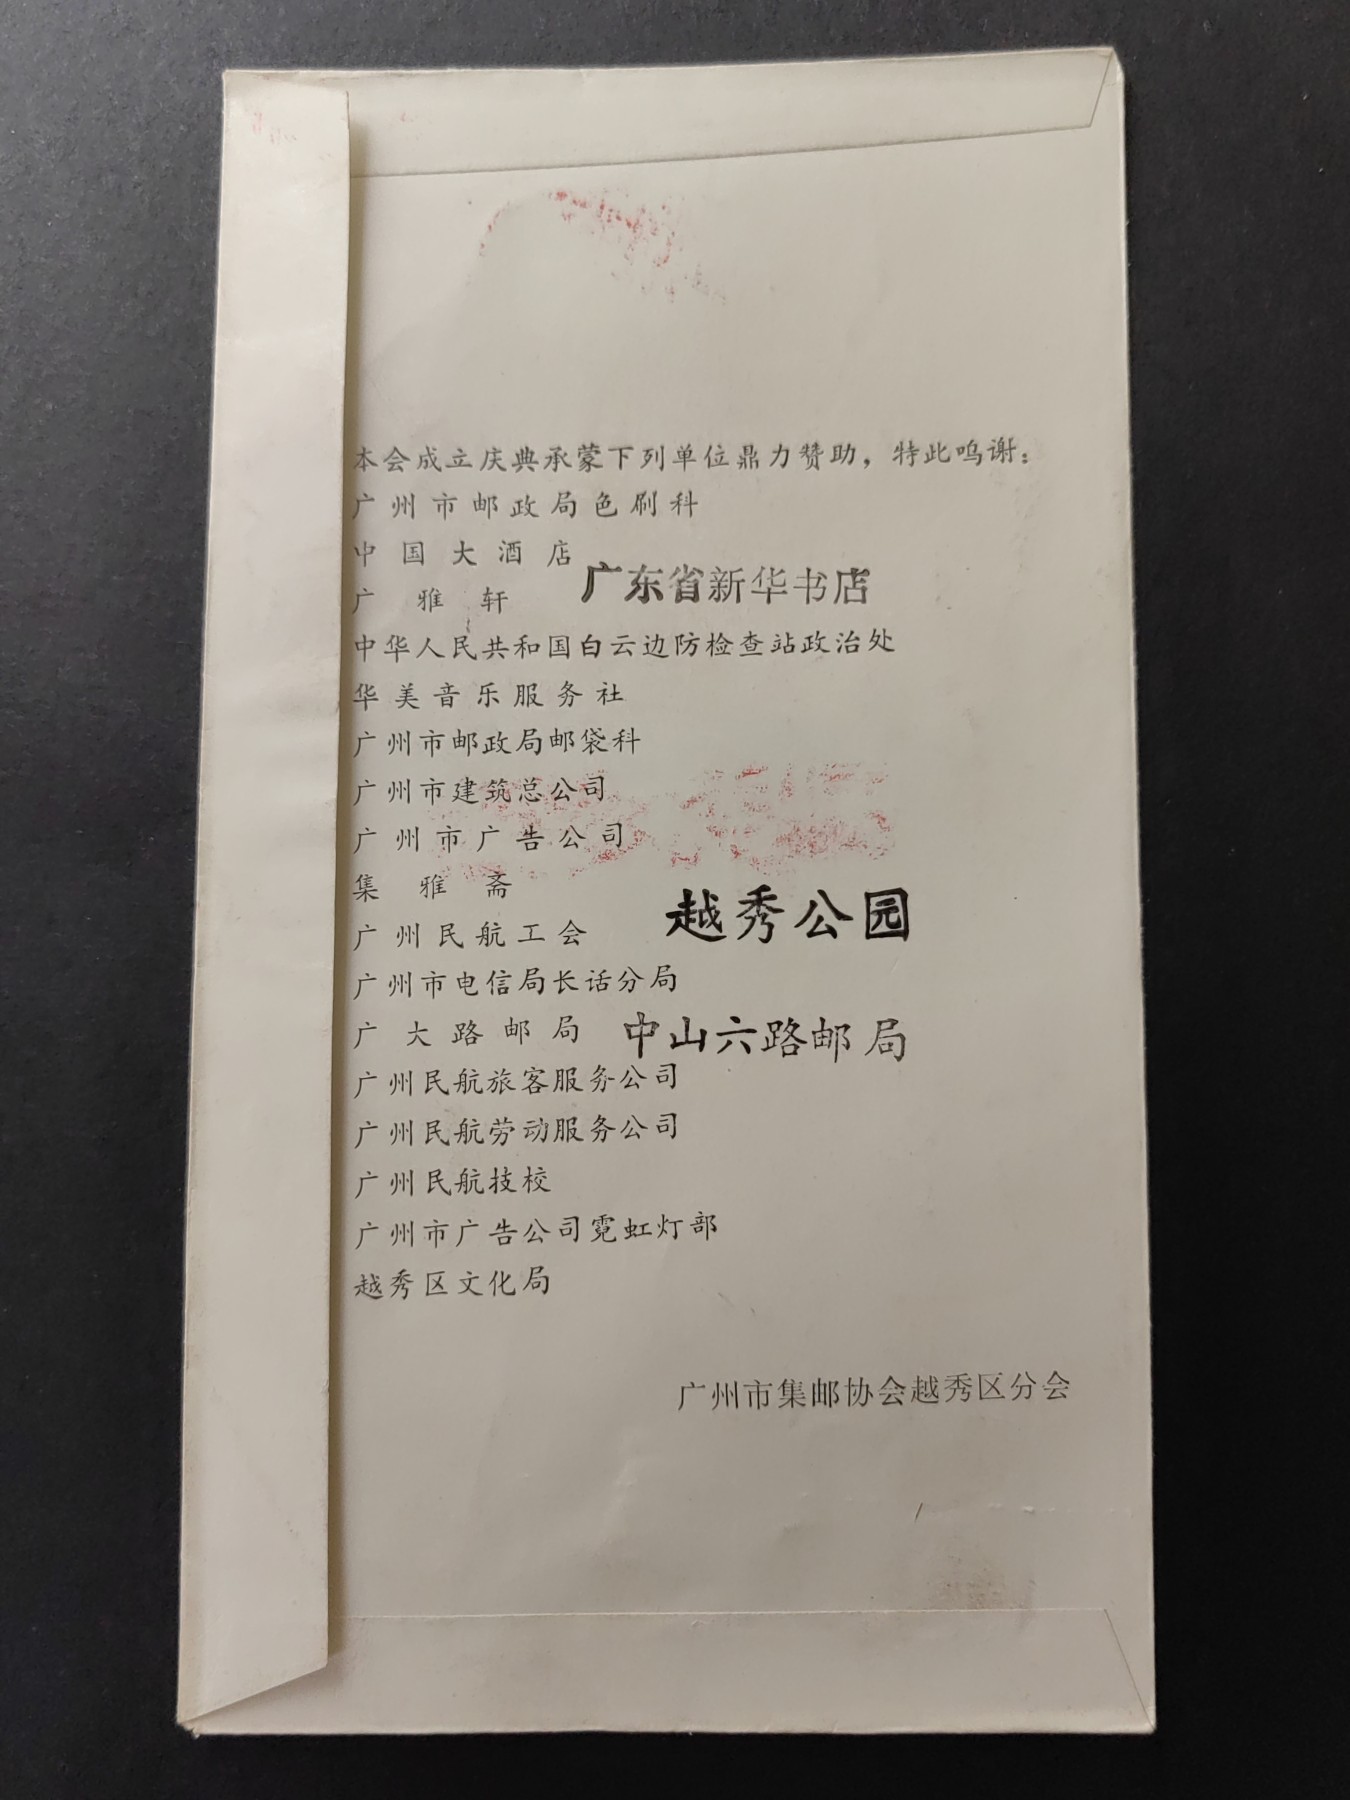 本会成立庆典承蒙下列单位鼎力赞助，特此鸣谢：
广州市邮政局色刷科
中国大酒店
广东省新华书店
广雅轩
中华人民共和国白云边防检查站政治处
华美音乐服务社
广州市邮政局邮袋科
广州市建筑总公司
广州市广告公司
集雅斋
越秀公园
广州民航工会
广州市电信局长话分局
广大路邮局
中山六路邮局
广州民航旅客服务公司
广州民航劳动服务公司
广州民航技校
广州市广告公司霓虹灯部
越秀区文化局
广州市集邮协会越秀区分会